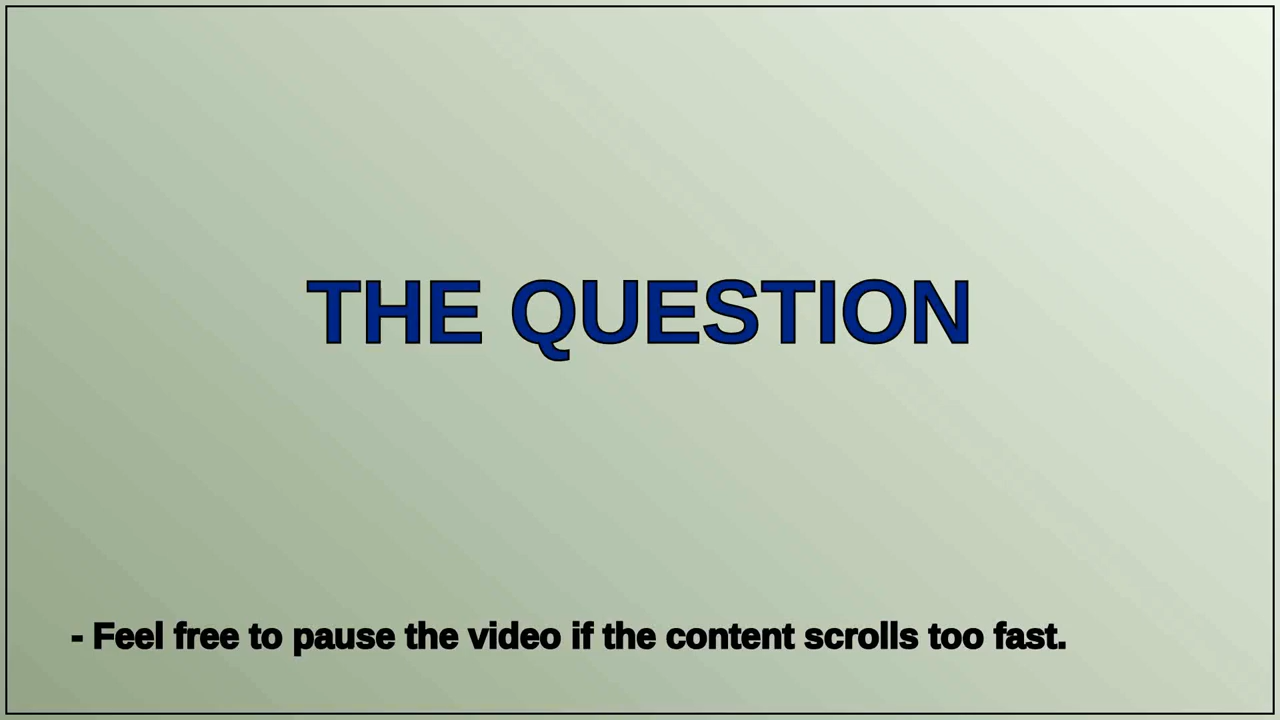 THE QUESTION
- Feel free to pause the video if the content scrolls too fast.